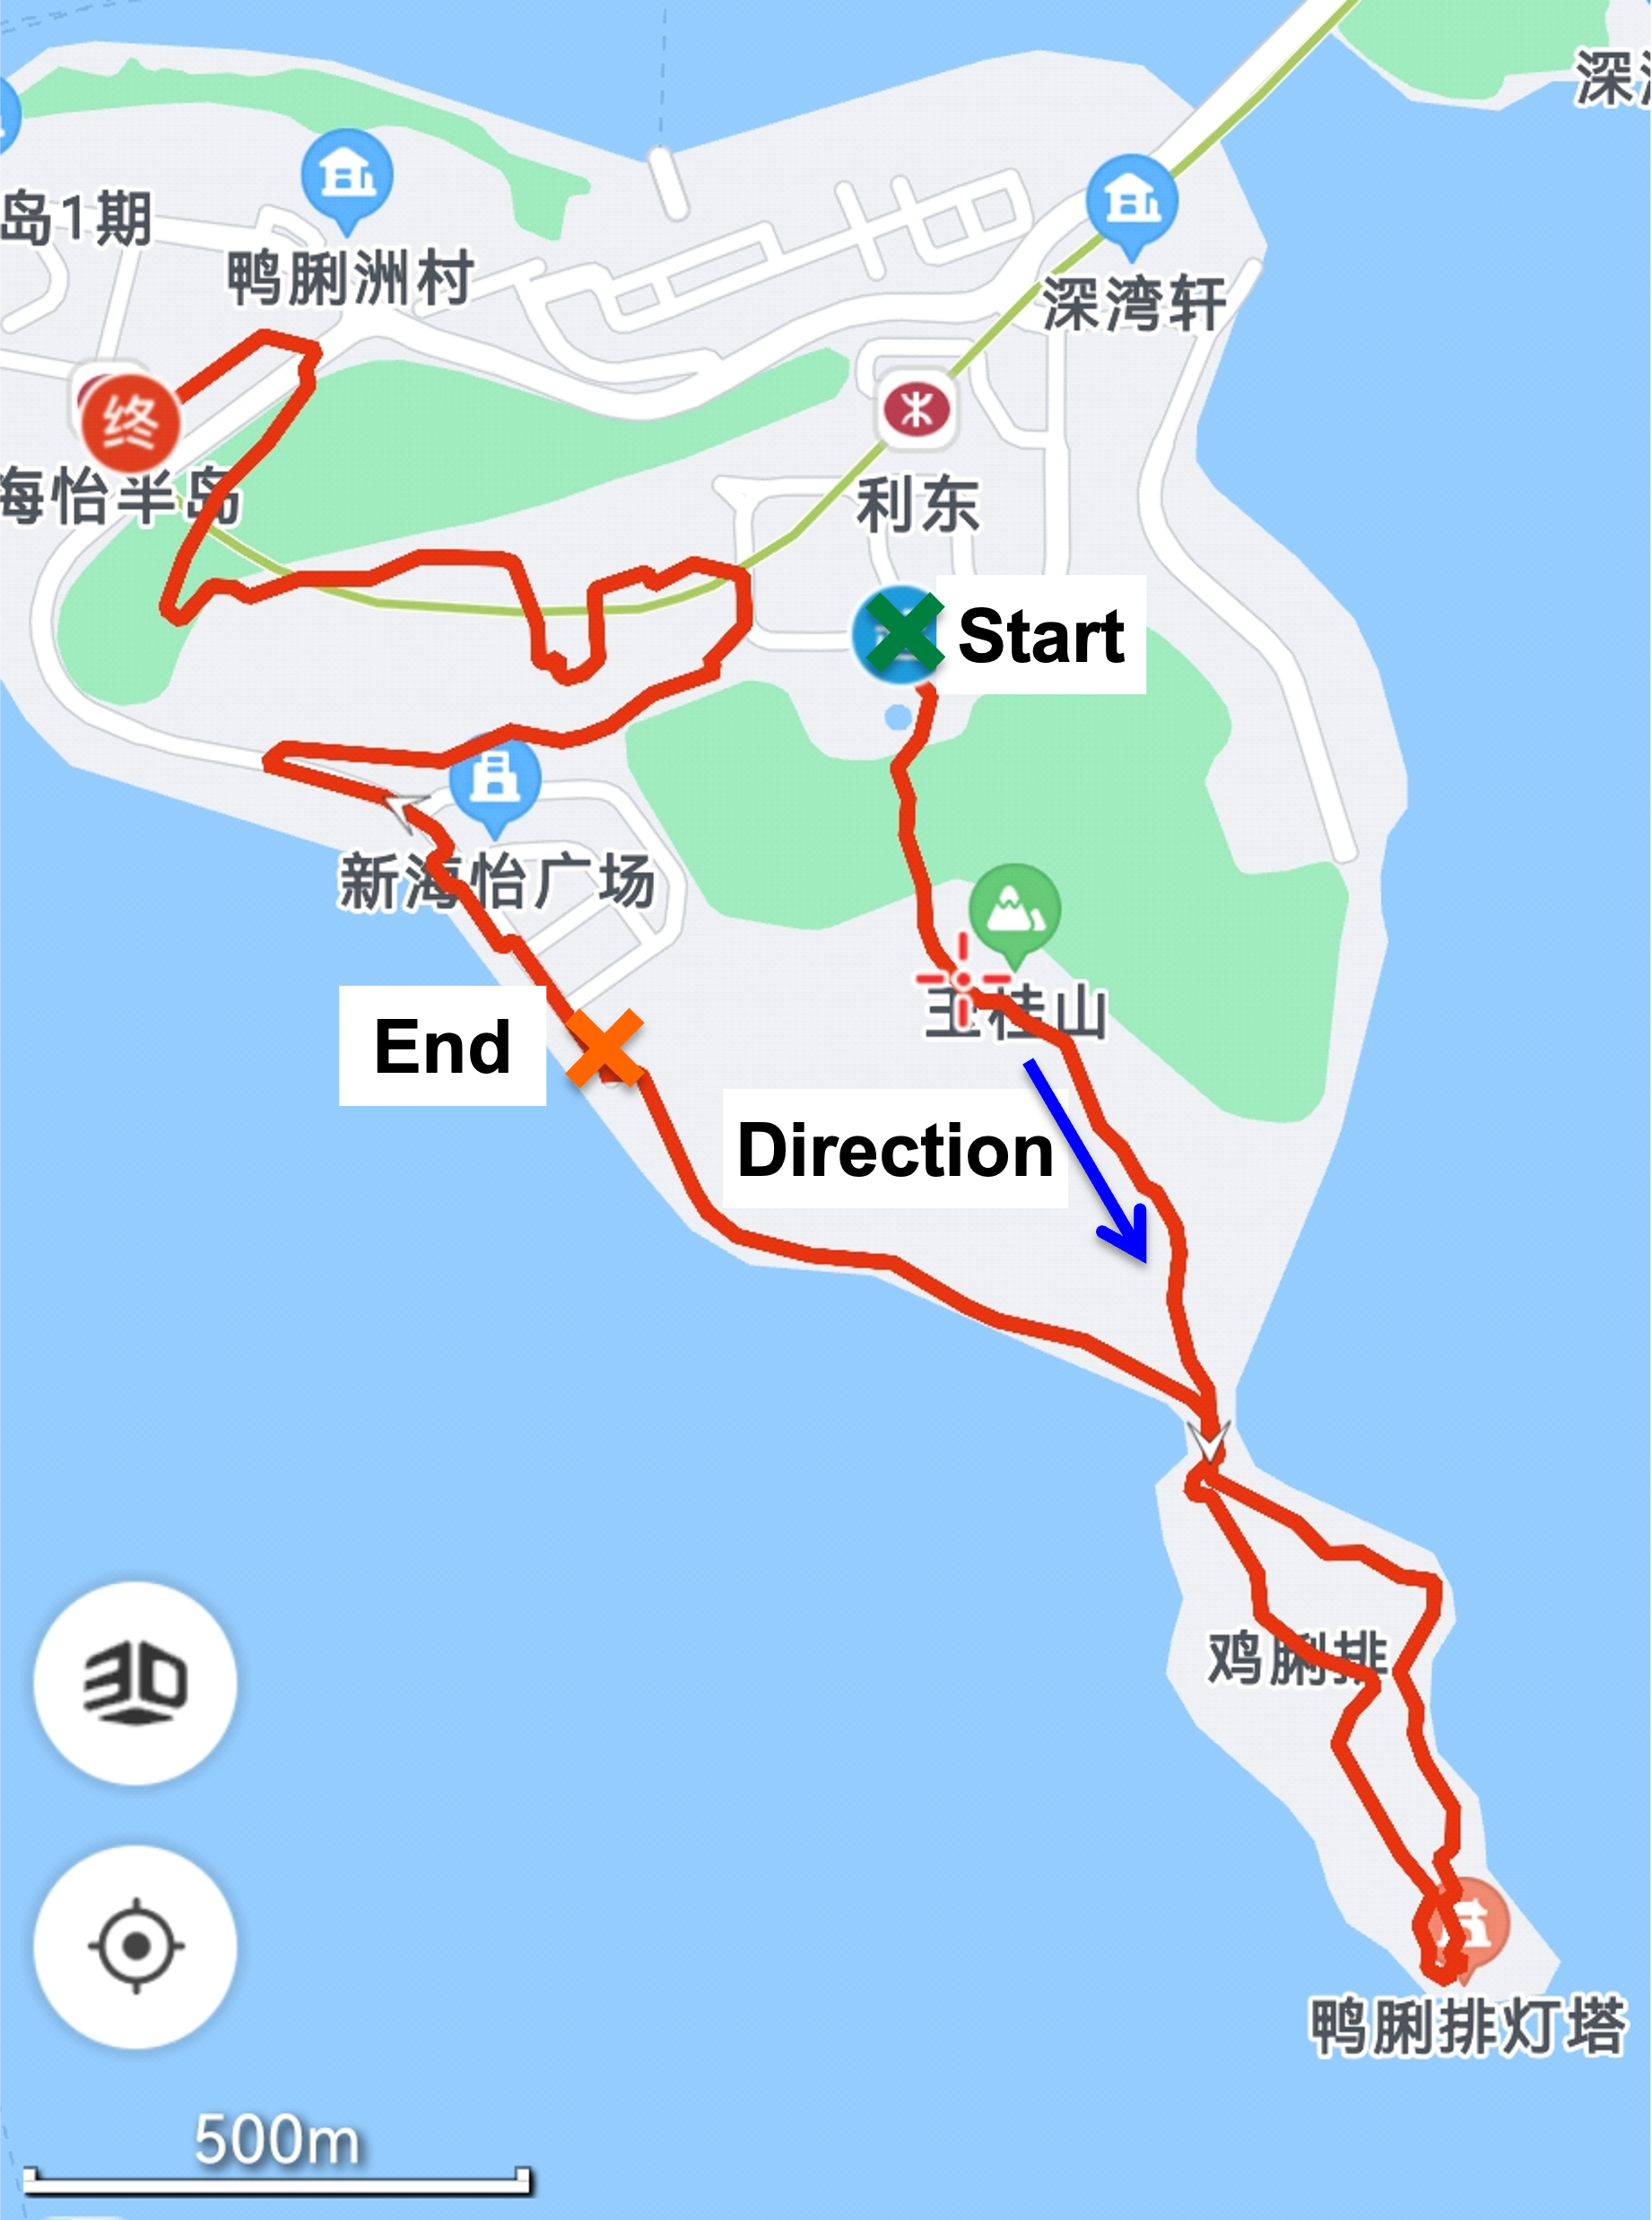 深湾
岛1期
鸭脷洲村
深湾轩
终
海怡半岛
利东
Start
新海怡广场
玉桂山
End
Direction
鸡脷排
3D
鸭脷排灯塔
500m